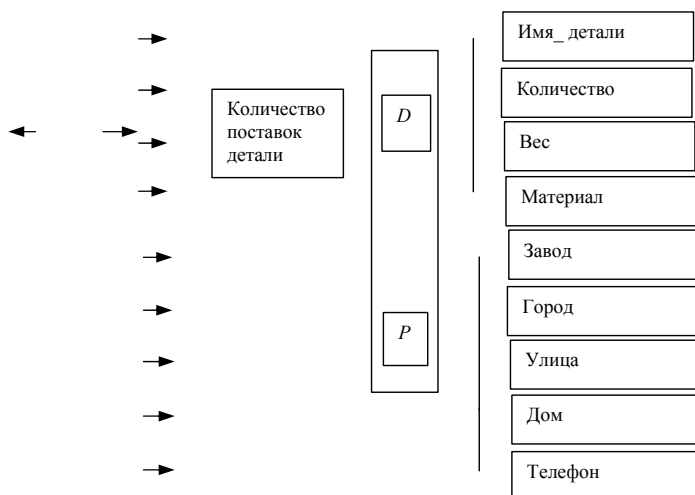 Имя_ детали
Количество
Количество
поставок
детали
D
Вес
Материал
Завод
Город
P
Улица
Дом
Телефон